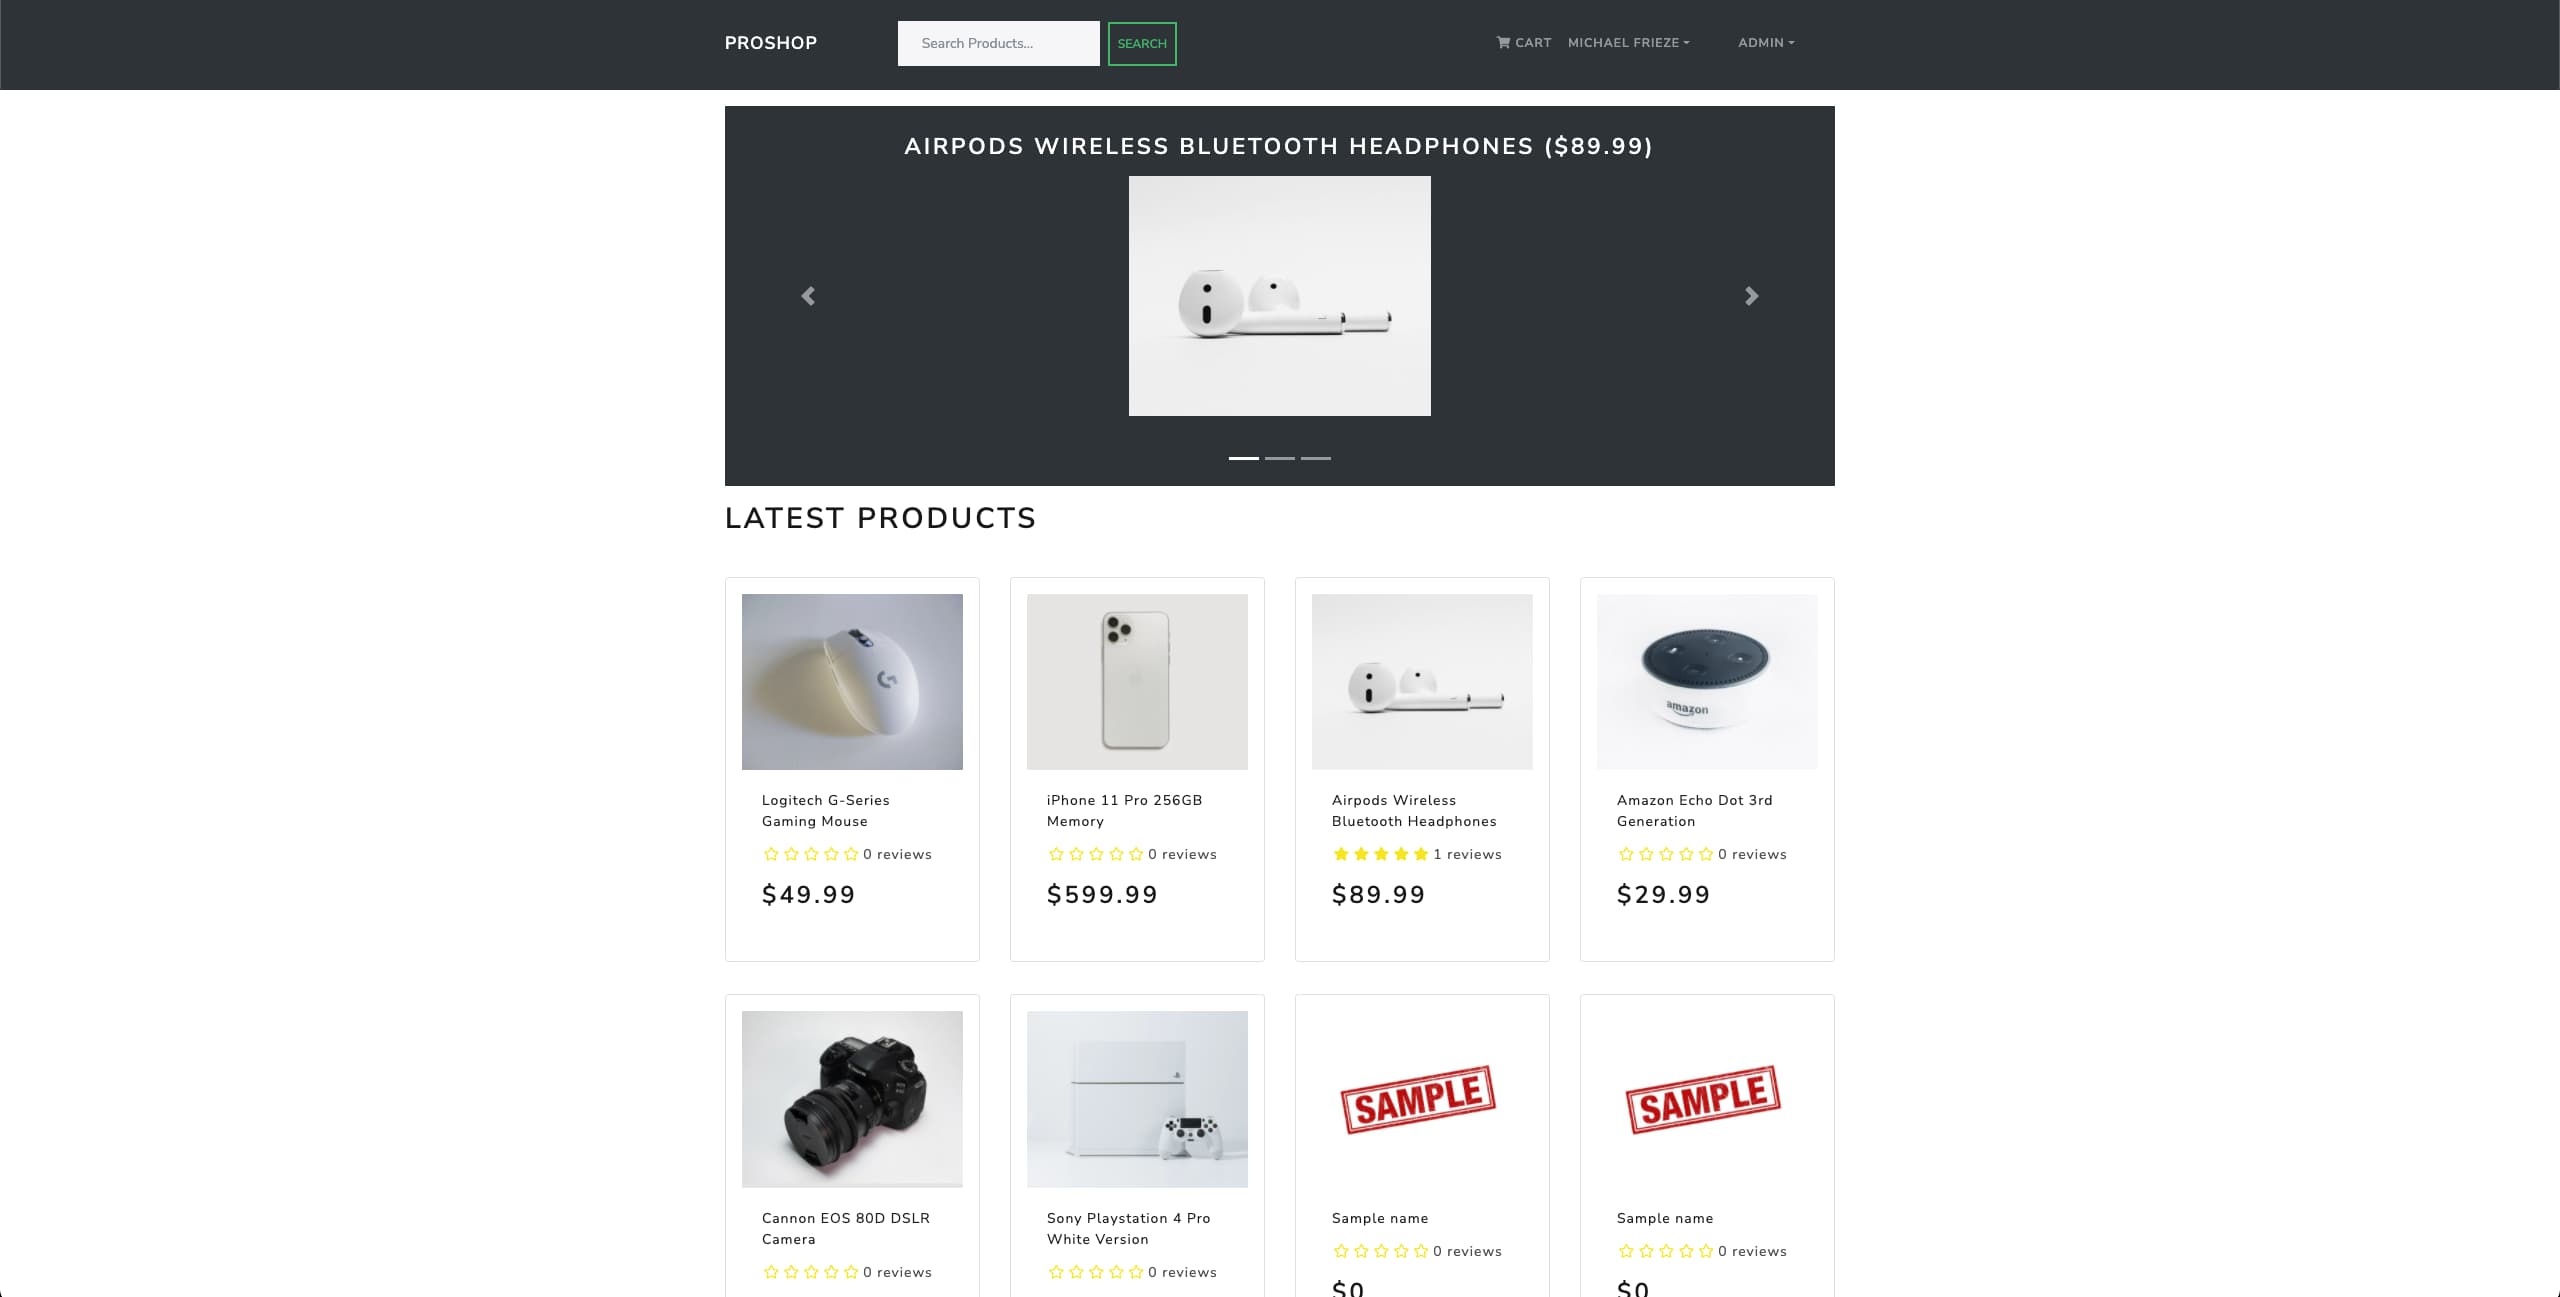 PROSHOP
Search Products...
SEARCH
CART
MICHAEL FRIEZE
ADMIN
AIRPODS WIRELESS BLUETOOTH HEADPHONES ($89.99)
LATEST PRODUCTS
Logitech G-Series
Gaming Mouse
0 reviews
$49.99
iPhone 11 Pro 256GB
Memory
0 reviews
$599.99
Airpods Wireless
Bluetooth Headphones
1 reviews
$89.99
amazon
Amazon Echo Dot 3rd
Generation
0 reviews
$29.99
Cannon EOS 80D DSLR
Camera
0 reviews
Sony Playstation 4 Pro
White Version
0 reviews
SAMPLE
Sample name
0 reviews
$0
SAMPLE
Sample name
0 reviews
$0